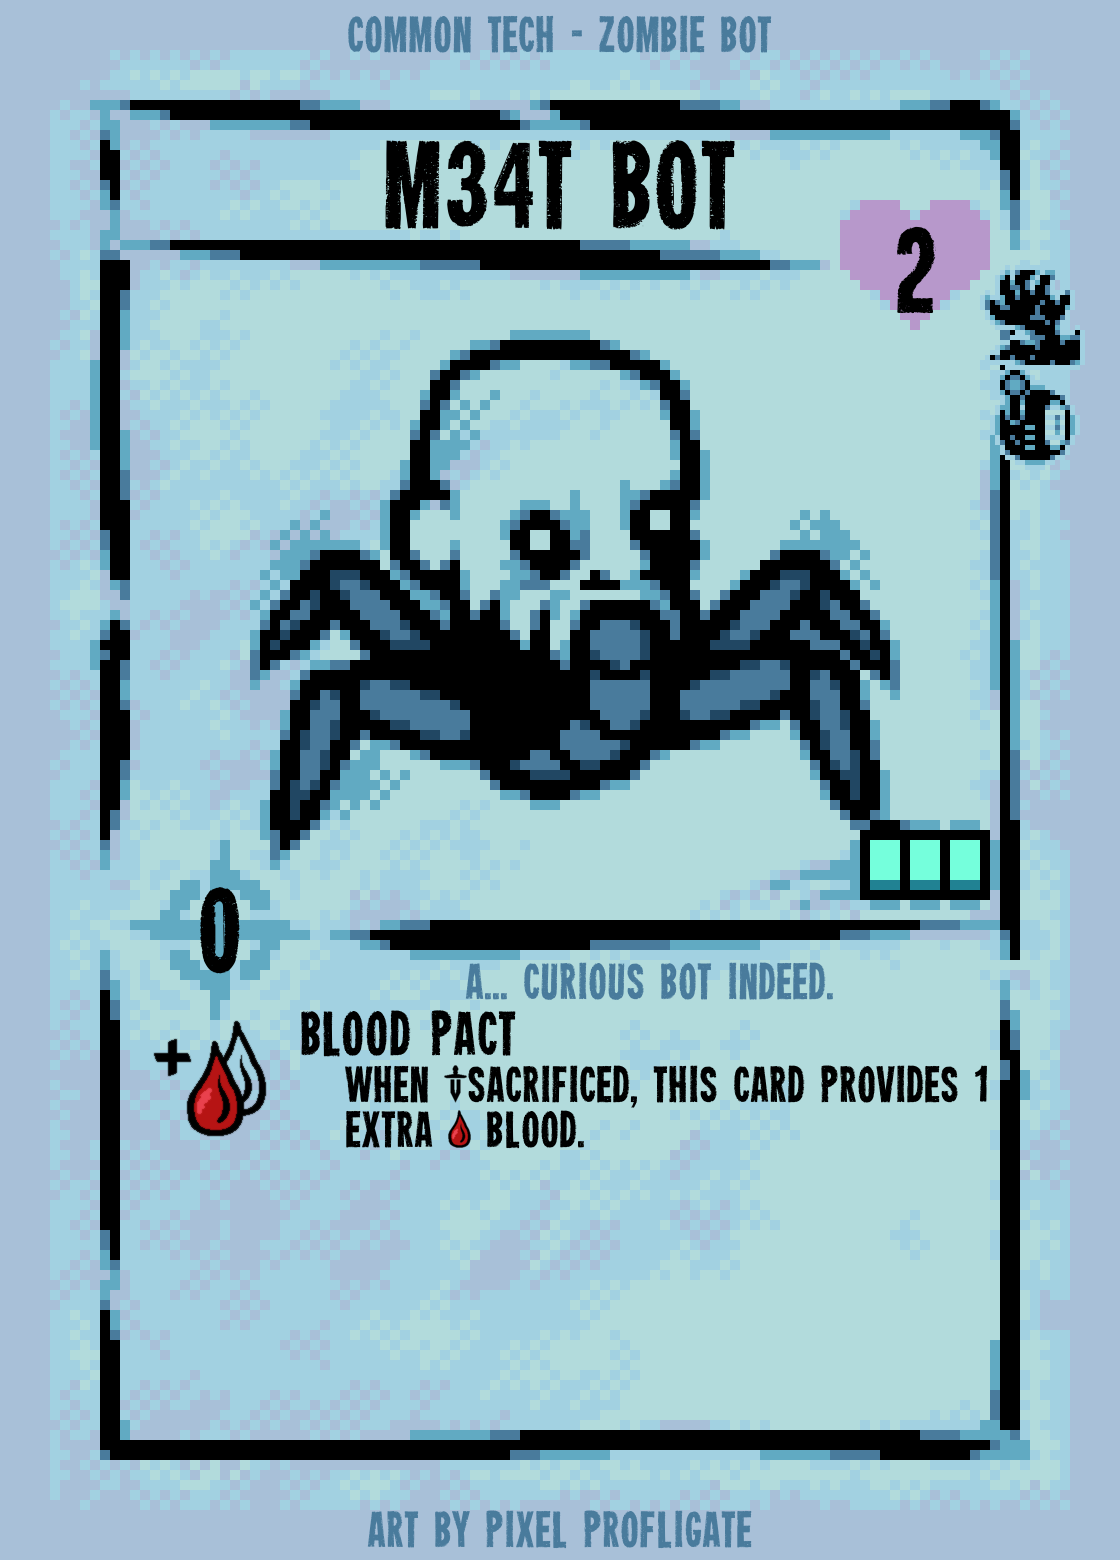 COMMON TECH - ZOMBIE BOT
M34T BOT
2
0
A... CURIOUS BOT INDEED.
BLOOD PACT
WHEN SACRIFICED, THIS CARD PROVIDES 1
EXTRA BLOOD.
ART BY PIXEL PROFLIGATE